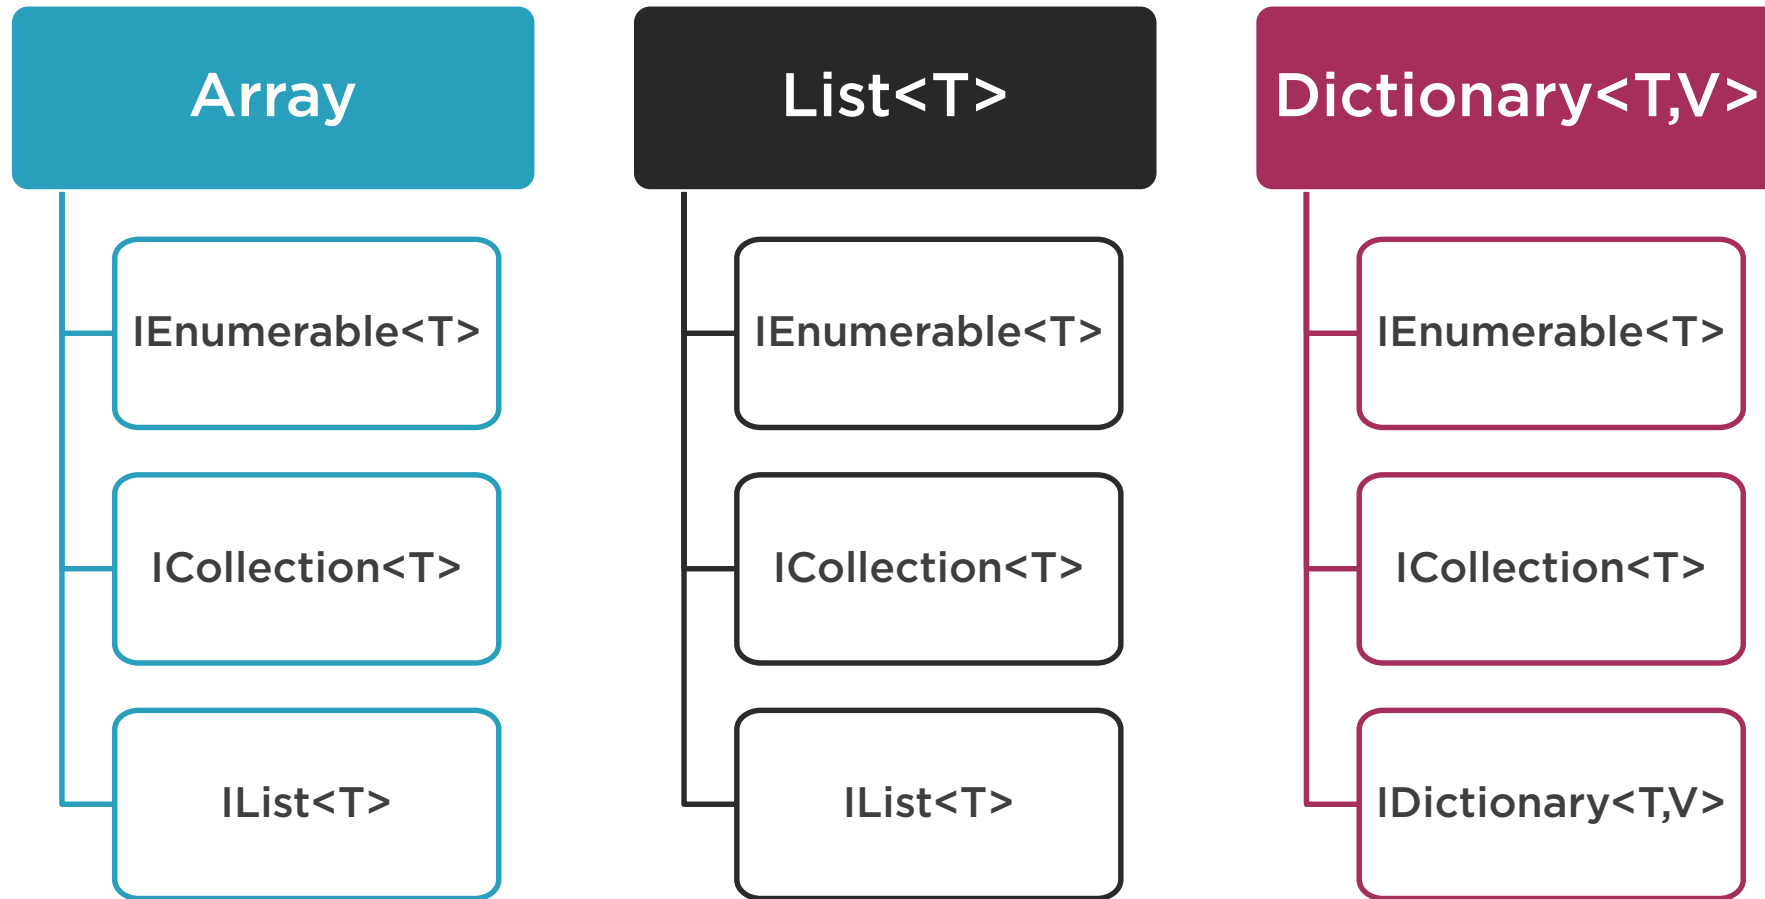 Array
IEnumerable<T>
ICollection<T>
IList<T>
List<T>
IEnumerable<T>
ICollection<T>
IList<T>
Dictionary<T,V>
IEnumerable<T>
ICollection<T>
IDictionary<T,V>